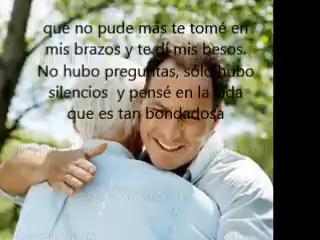 que no pude más te tomé en
mis brazos y te dí mis besos.
No hubo preguntas, sólo hubo
silencios y pensé en la vida
que es tan bondadosa